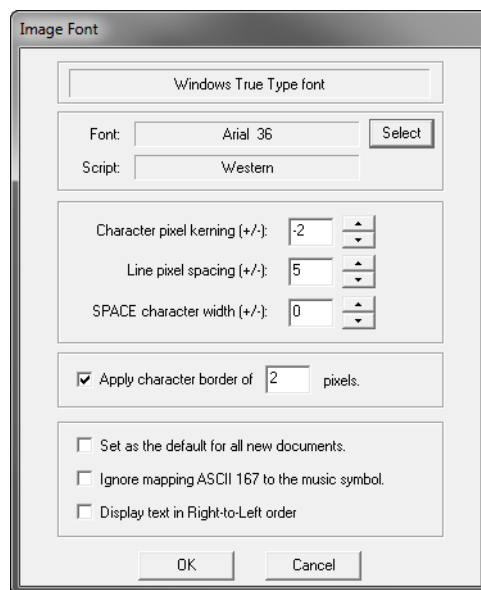 Image Font
Windows True Type font
Font: Arial 36 Select
Script: Western
Character pixel kerning (+/-): -2
Line pixel spacing (+/-): 5
SPACE character width (+/-): 0
Apply character border of 2 pixels.
Set as the default for all new documents.
Ignore mapping ASCII 167 to the music symbol.
Display text in Right-to-Left order
OK Cancel